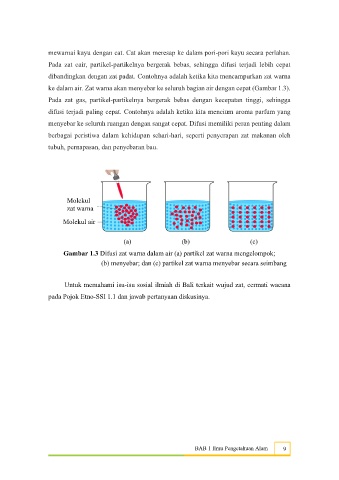 mewarnai kayu dengan cat. Cat akan meresap ke dalam pori-pori kayu secara perlahan.
Pada zat cair, partikel-partikelnya bergerak bebas, sehingga difusi terjadi lebih cepat
dibandingkan dengan zat padat. Contohnya adalah ketika kita mencampurkan zat warna
ke dalam air. Zat warna akan menyebar ke seluruh bagian air dengan cepat (Gambar 1.3).
Pada zat gas, partikel-partikelnya bergerak bebas dengan kecepatan tinggi, sehingga
difusi terjadi paling cepat. Contohnya adalah ketika kita mencium aroma parfum yang
menyebar ke seluruh ruangan dengan sangat cepat. Difusi memiliki peran penting dalam
berbagai peristiwa dalam kehidupan sehari-hari, seperti penyerapan zat makanan oleh
tubuh, pernapasan, dan penyebaran bau.
Molekul
zat warna
Molekul air
(a) (b) (c)
Gambar 1.3 Difusi zat warna dalam air (a) partikel zat warna mengelompok;
(b) menyebar; dan (c) partikel zat warna menyebar secara seimbang
Untuk memahami isu-isu sosial ilmiah di Bali terkait wujud zat, cermati wacana
pada Pojok Etno-SSI 1.1 dan jawab pertanyaan diskusinya.
BAB 1 Ilmu Pengetahuan Alam 9